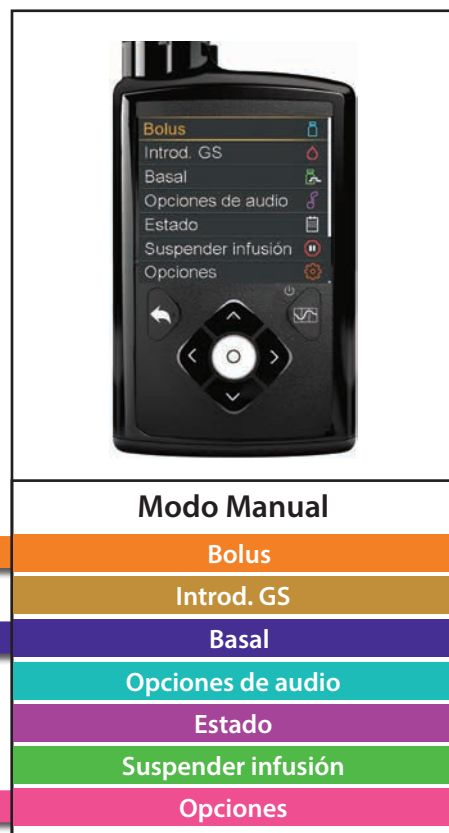 Bolus
Introd. GS
Basal
Opciones de audio
Estado
Suspender infusión
Opciones
Modo Manual
Bolus
Introd. GS
Basal
Opciones de audio
Estado
Suspender infusión
Opciones